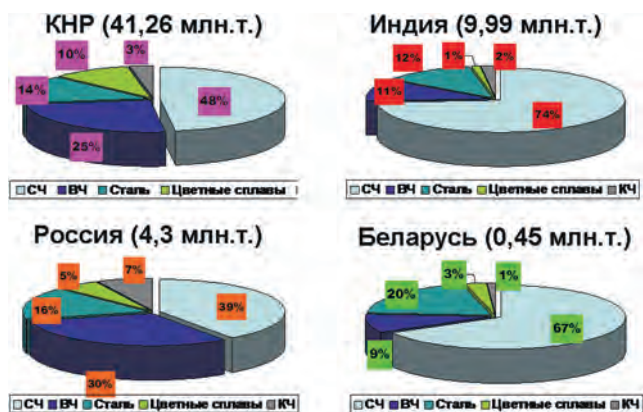 КНР (41,26 млн.т.)
3%
10%
14%
48%
25%
СЧ ВЧ Сталь Цветные сплавы
Индия (9,99 млн.т.)
12%
1%
2%
11%
74%
СЧ ВЧ Сталь Цветные сплавы КЧ
Россия (4,3 млн.т.)
5%
7%
16%
39%
30%
СЧ ВЧ Сталь Цветные сплавы КЧ
Беларусь (0,45 млн.т.)
3%
1%
20%
67%
9%
СЧ ВЧ Сталь Цветные сплавы КЧ